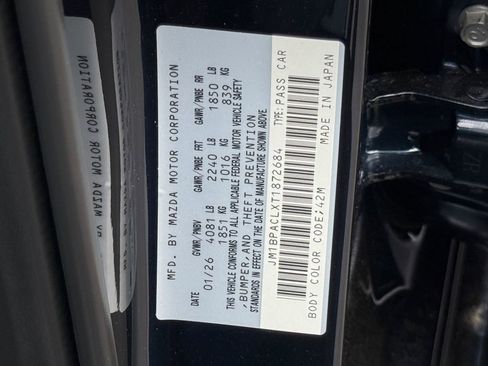 MFD. BY MAZDA MOTOR CORPORATION
DATE GVWR/PNBV GAWR/PNBE FRT GAWR/PNBE RR
01/26 4081 LB 2240 LB 1850 LB
1851 KG 1016 KG 839 KG
THIS VEHICLE CONFORMS TO ALL APPLICABLE FEDERAL MOTOR VEHICLE SAFETY
,BUMPER,AND THEFT PREVENTION
STANDARDS IN EFFECT ON THE DATE OF MANUFACTURE SHOWN ABOVE.
JM1BPACLXT1872684 TYPE:PASS CAR
BODY COLOR CODE;42M MADE IN JAPAN